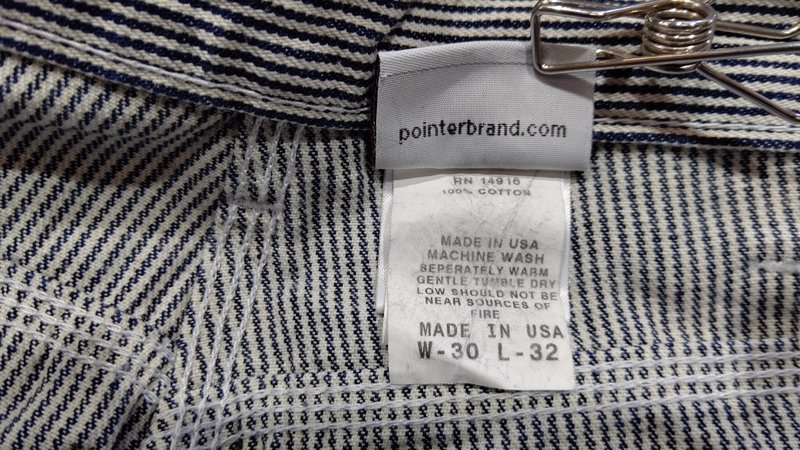 pointerbrand.com
RN 14916
100% COTTON
MADE IN USA
MACHINE WASH
SEPERATELY WARM
GENTLE TUMBLE DRY
LOW SHOULD NOT BE
NEAR SOURCES OF
FIRE
MADE IN USA
W-30 L-32